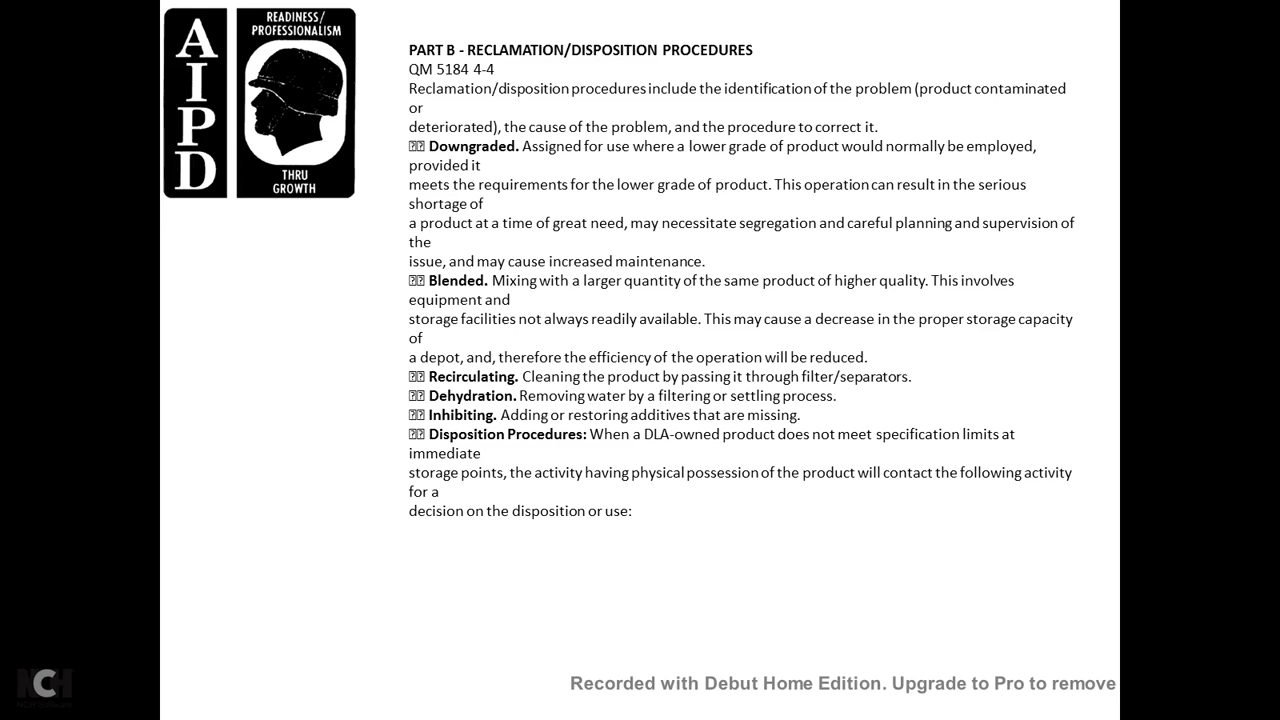 A
I
P
D
READINESS/
PROFESSIONALISM
THRU
GROWTH
PART B - RECLAMATION/DISPOSITION PROCEDURES
QM 5184 4-4
Reclamation/disposition procedures include the identification of the problem (product contaminated
or
deteriorated), the cause of the problem, and the procedure to correct it.
Downgraded. Assigned for use where a lower grade of product would normally be employed,
provided it
meets the requirements for the lower grade of product. This operation can result in the serious
shortage of
a product at a time of great need, may necessitate segregation and careful planning and supervision of
the
issue, and may cause increased maintenance.
Blended. Mixing with a larger quantity of the same product of higher quality. This involves
equipment and
storage facilities not always readily available. This may cause a decrease in the proper storage capacity
of
a depot, and, therefore the efficiency of the operation will be reduced.
Recirculating. Cleaning the product by passing it through filter/separators.
Dehydration. Removing water by a filtering or settling process.
Inhibiting. Adding or restoring additives that are missing.
Disposition Procedures: When a DLA-owned product does not meet specification limits at
immediate
storage points, the activity having physical possession of the product will contact the following activity
for a
decision on the disposition or use:
NCH
Recorded with Debut Home Edition. Upgrade to Pro to remove